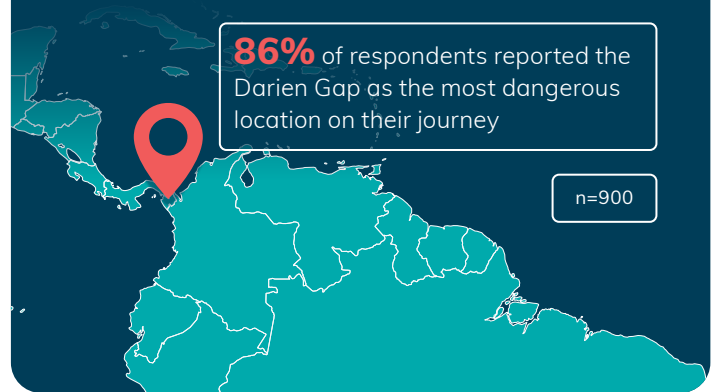 86% of respondents reported the
Darien Gap as the most dangerous
location on their journey
n=900